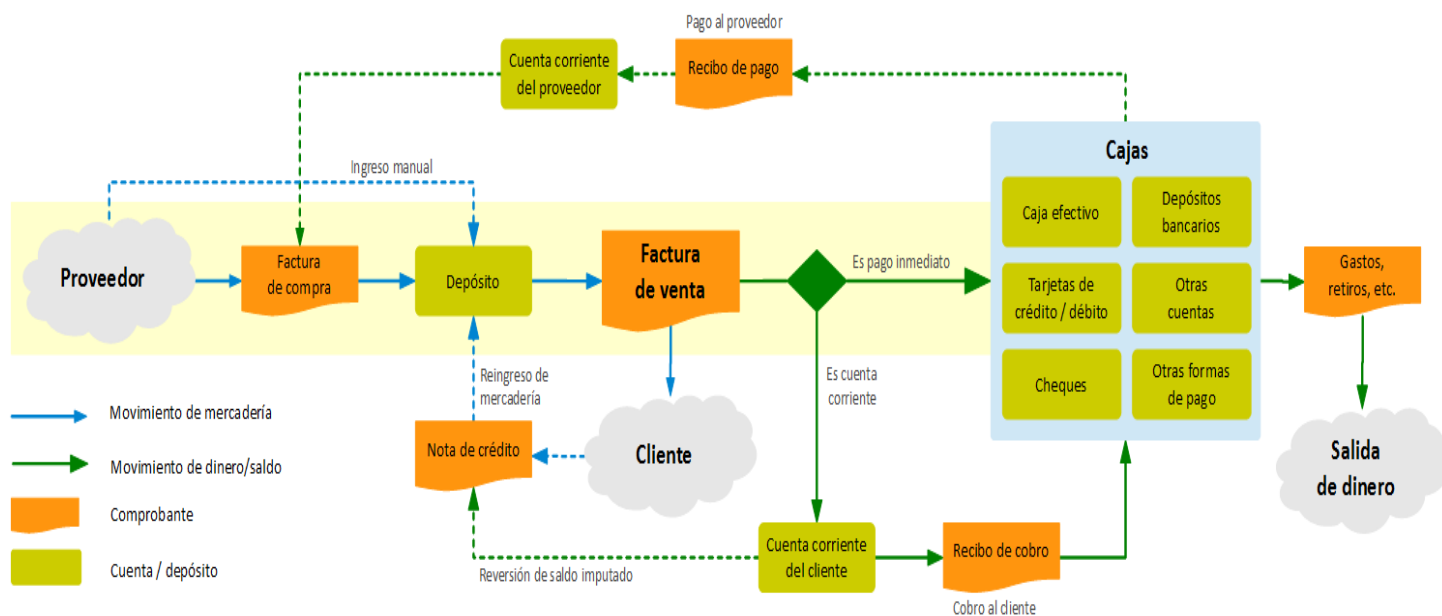 Pago al proveedor
Cuenta corriente
del proveedor
Recibo de pago
Ingreso manual
Cajas
Caja efectivo
Depósitos
bancarios
Tarjetas de
crédito / débito
Otras
cuentas
Cheques
Otras formas
de pago
Proveedor
Factura
de compra
Depósito
Factura
de venta
Es pago inmediato
Gastos,
retiros, etc.
Reingreso de
mercadería
Es cuenta
corriente
Movimiento de mercadería
Movimiento de dinero/saldo
Comprobante
Cuenta / depósito
Nota de crédito
Cliente
Salida
de dinero
Reversión de saldo imputado
Cuenta corriente
del cliente
Recibo de cobro
Cobro al cliente